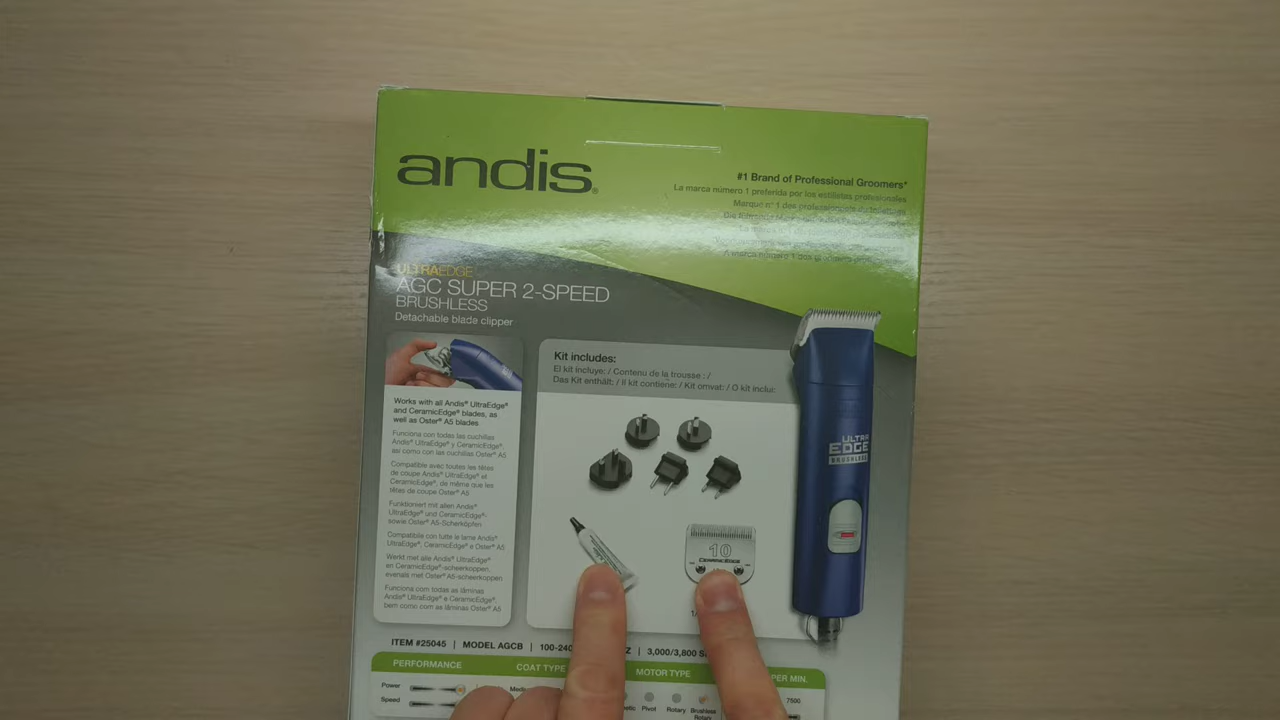 andis®
#1 Brand of Professional Groomers*
La marca número 1 preferida por los estilistas profesionales
ULTRAEDGE
AGC SUPER 2-SPEED
BRUSHLESS
Detachable blade clipper
Works with all Andis® UltraEdge®
and CeramicEdge® blades, as
well as Oster® A5 blades
Funciona con todas las cuchillas
Andis® UltraEdge® y CeramicEdge®,
así como con las cuchillas Oster® A5
Compatible avec toutes les têtes
de coupe Andis® UltraEdge® et
CeramicEdge®, de même que les
têtes de coupe Oster® A5
Funktioniert mit allen Andis®
UltraEdge® und CeramicEdge®-
sowie Oster® A5-Scherköpfen
Compatibile con tutte le lame Andis®
UltraEdge®, CeramicEdge® e Oster® A5
Werkt met alle Andis® UltraEdge®
en CeramicEdge®-scheerkoppen,
evenals met Oster® A5-scheerkoppen
Funciona com todas as lâminas
Andis® UltraEdge® e CeramicEdge®,
bem como com as lâminas Oster® A5
Kit includes:
El kit incluye: / Contenu de la trousse : /
Das Kit enthält: / Il kit contiene: / Kit omvat: / O kit inclui:
10
CERAMICEDGE
ULTRA
EDGE
BRUSHLESS
ITEM #25045 | MODEL AGCB | 100-240 Z | 3,000/3,800
PERFORMANCE COAT TYPE MOTOR TYPE PER MIN.
Power
Speed
Pivot Rotary Brushless
Rotary
7500